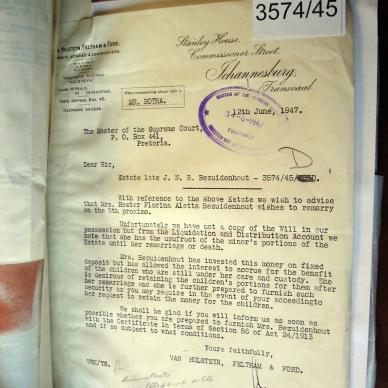 3574/45
HULSTEYN, FELTHAM & FORD.
Stanley House,
Commissioner Street,
Johannesburg,
Transvaal.
MR. BOTHA.
MASTER OF THE SUPREME
PRETORIA
12th June, 1947.
The Master of the Supreme Court,
P. O. Box 441,
Pretoria.
Dear Sir,
D
Estate late J. N. R. Bezuidenhout - 3574/45
With reference to the above Estate we wish to advise
that Mrs. Hester Florina Aletta Bezuidenhout wishes to remarry
on the 5th proximo.
Unfortunately we have not a copy of the Will in our
possession but from the Liquidation and Distribution Account we
note that she has the usufruct of the minor's portions of the
Estate until her remarriage or death.
Mrs. Bezuidenhout has invested this money on fixed
deposit but has allowed the interest to accrue for the benefit
of the children who are still under her care and custody. She
is desirous of retaining the children's portions for them after
her remarriage and she is further prepared to furnish such
security as you may require in the event of your acceding to
her request to retain the money for the children.
We shall be glad if you will inform us as soon as
possible whether you are prepared to furnish Mrs. Bezuidenhout
with the Certificate in terms of Section 56 of Act 24/1913
and if so subject to what conditions.
Yours faithfully,
VAN HULSTEYN, FELTHAM & FORD.